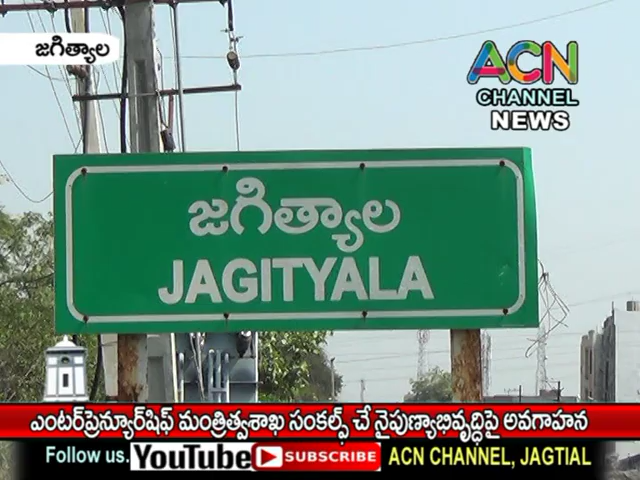 జగిత్యాల
ACN
CHANNEL
NEWS
జగిత్యాల
JAGITYALA
ఎంటర్‌ప్రెన్యూర్‌షిఫ్ మంత్రిత్వశాఖ సంకల్ప్ చే నైపుణ్యాభివృద్ధిపై అవగాహన
Follow us. YouTube SUBSCRIBE ACN CHANNEL, JAGTIAL